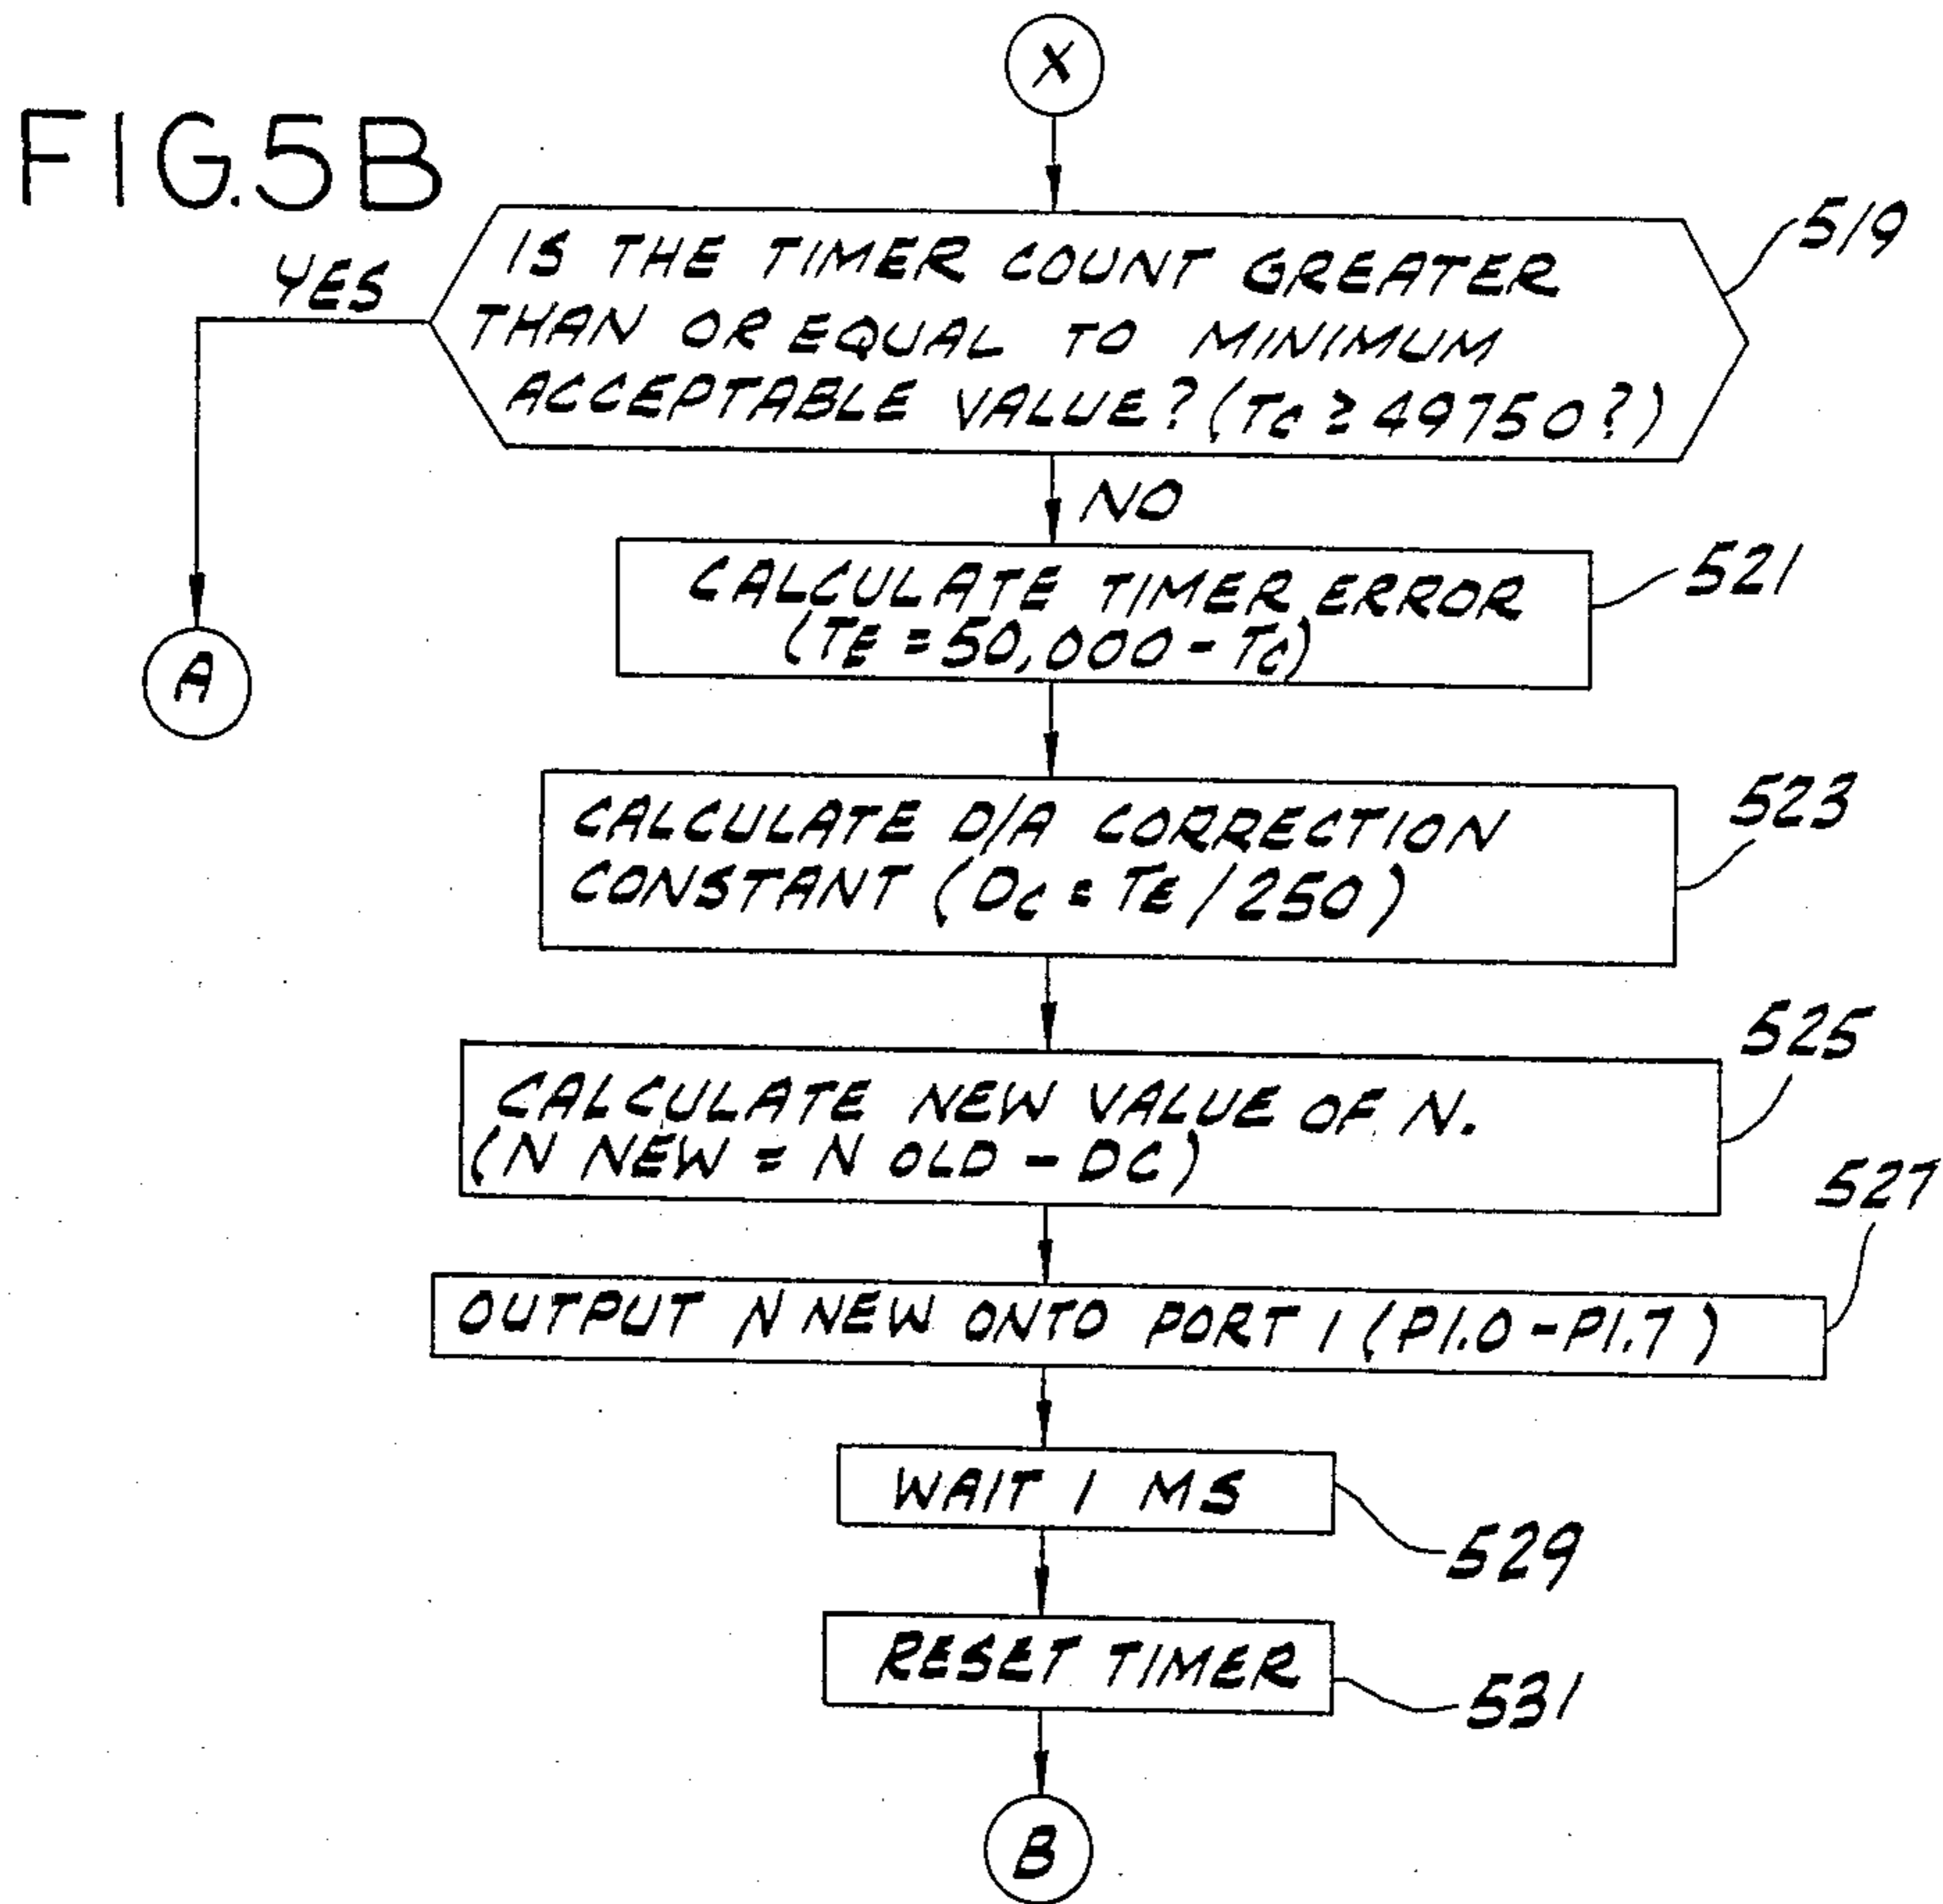 X
FIG.5B
519
IS THE TIMER COUNT GREATER
THAN OR EQUAL TO MINIMUM
ACCEPTABLE VALUE? (Tc ≥ 49750?)
YES
NO
A
521
CALCULATE TIMER ERROR
(TE = 50,000 - Tc)
523
CALCULATE D/A CORRECTION
CONSTANT (Dc = TE / 250)
525
CALCULATE NEW VALUE OF N.
(N NEW = N OLD - DC)
527
OUTPUT N NEW ONTO PORT 1 (P1.0 - P1.7)
WAIT 1 MS
529
RESET TIMER
531
B